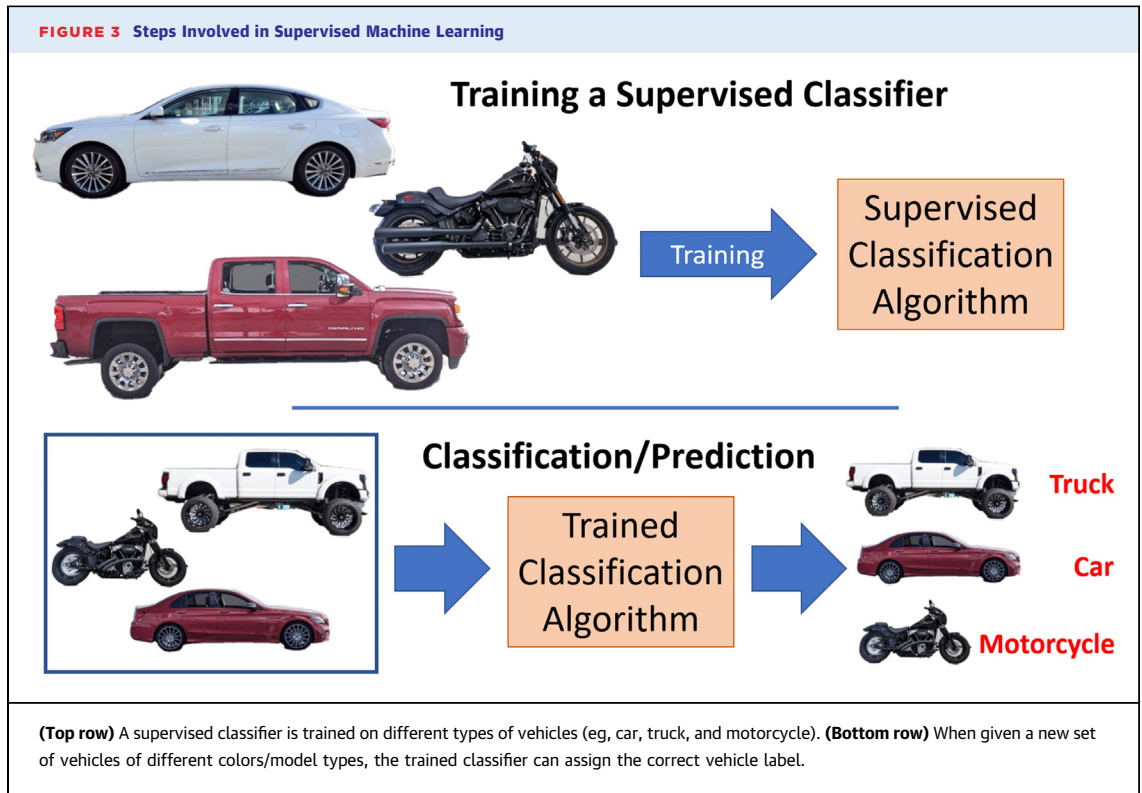 FIGURE 3 Steps Involved in Supervised Machine Learning
Training a Supervised Classifier
Training
Supervised
Classification
Algorithm
DENALI HD
Classification/Prediction
Trained
Classification
Algorithm
Truck
Car
Motorcycle
(Top row) A supervised classifier is trained on different types of vehicles (eg, car, truck, and motorcycle). (Bottom row) When given a new set
of vehicles of different colors/model types, the trained classifier can assign the correct vehicle label.